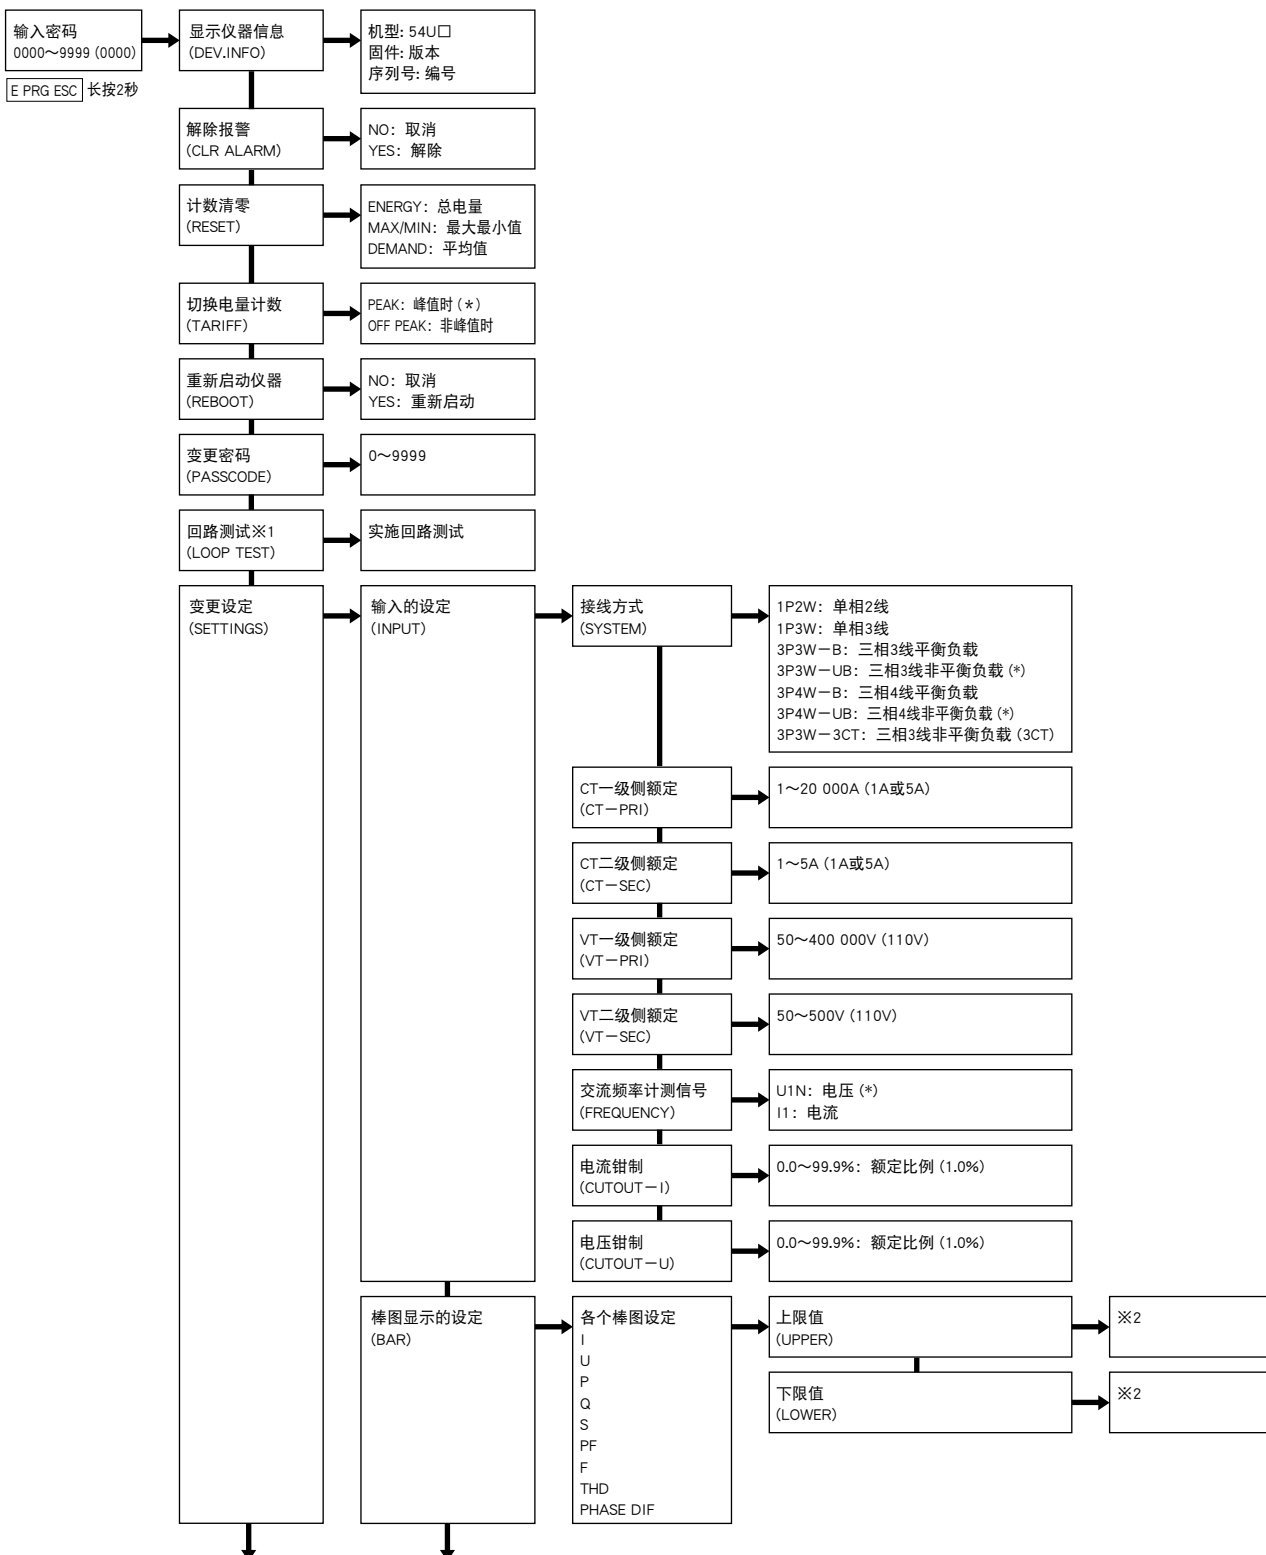 输入密码
0000～9999 (0000)
E PRG ESC 长按2秒
显示仪器信息
(DEV.INFO)
机型: 54U□
固件: 版本
序列号: 编号
解除报警
(CLR ALARM)
NO：取消
YES：解除
计数清零
(RESET)
ENERGY：总电量
MAX/MIN：最大最小值
DEMAND：平均值
切换电量计数
(TARIFF)
PEAK：峰值时 (＊)
OFF PEAK：非峰值时
重新启动仪器
(REBOOT)
NO：取消
YES：重新启动
变更密码
(PASSCODE)
0～9999
回路测试※1
(LOOP TEST)
实施回路测试
变更设定
(SETTINGS)
输入的设定
(INPUT)
接线方式
(SYSTEM)
1P2W：单相2线
1P3W：单相3线
3P3W－B：三相3线平衡负载
3P3W－UB：三相3线非平衡负载 (*)
3P4W－B：三相4线平衡负载
3P4W－UB：三相4线非平衡负载 (*)
3P3W－3CT：三相3线非平衡负载 (3CT)
CT一级侧额定
(CT－PRI)
1～20 000A (1A或5A)
CT二级侧额定
(CT－SEC)
1～5A (1A或5A)
VT一级侧额定
(VT－PRI)
50～400 000V (110V)
VT二级侧额定
(VT－SEC)
50～500V (110V)
交流频率计测信号
(FREQUENCY)
U1N：电压 (*)
I1：电流
电流钳制
(CUTOUT－I)
0.0～99.9%：额定比例 (1.0%)
电压钳制
(CUTOUT－U)
0.0～99.9%：额定比例 (1.0%)
棒图显示的设定
(BAR)
各个棒图设定
I
U
P
Q
S
PF
F
THD
PHASE DIF
上限值
(UPPER)
※2
下限值
(LOWER)
※2